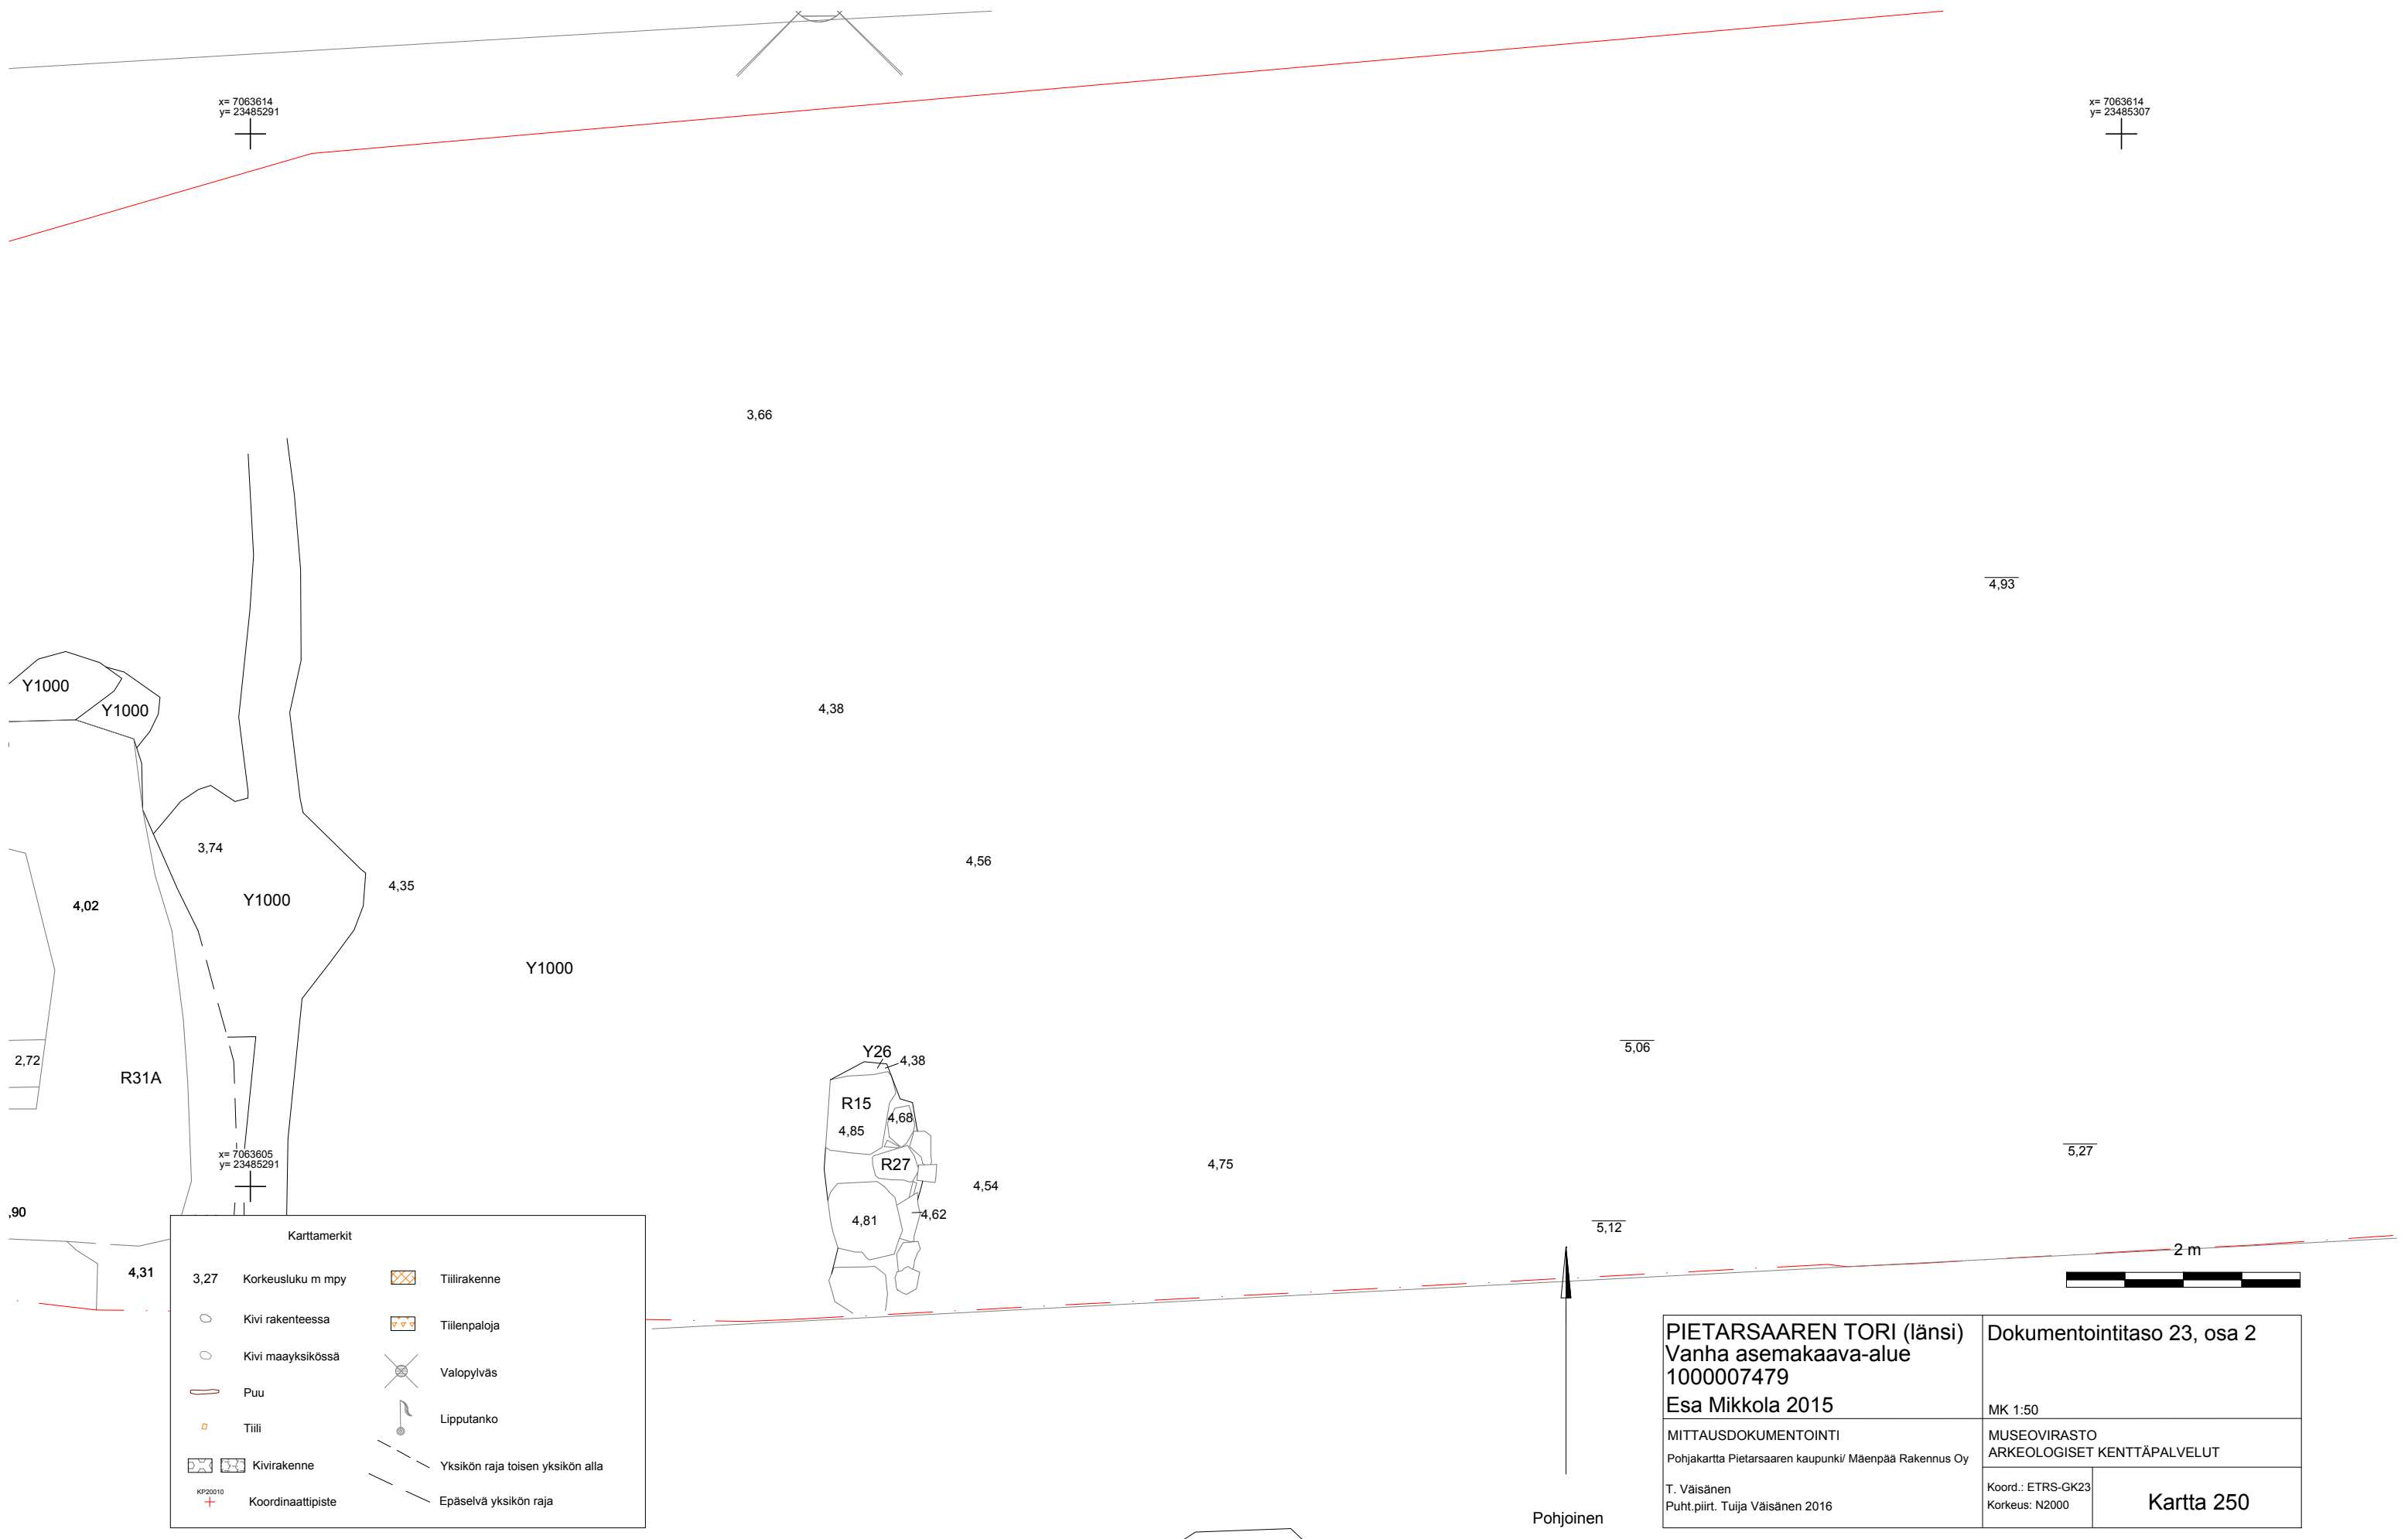 x= 7063614
y= 23485291
x= 7063614
y= 23485307
3,66
4,93
Y1000
Y1000
4,38
3,74
4,56
4,35
4,02
Y1000
Y1000
5,06
Y26
4,38
2,72
R31A
R15
4,68
4,85
5,27
x= 7063605
y= 23485291
R27
4,75
4,54
,90
4,81
4,62
5,12
4,31
2 m
Karttamerkit
3,27 Korkeusluku m mpy
Kivi rakenteessa
Kivi maayksikössä
Puu
Tiili
Kivirakenne
KP20010
Koordinaattipiste
Tiilirakenne
Tiilenpaloja
Valopylväs
Lipputanko
Yksikön raja toisen yksikön alla
Epäselvä yksikön raja
Pohjoinen
PIETARSAAREN TORI (länsi)
Vanha asemakaava-alue
1000007479
Esa Mikkola 2015
Dokumentointitaso 23, osa 2
MK 1:50
MITTAUSDOKUMENTOINTI
Pohjakartta Pietarsaaren kaupunki/ Mäenpää Rakennus Oy
T. Väisänen
Puht.piirt. Tuija Väisänen 2016
MUSEOVIRASTO
ARKEOLOGISET KENTTÄPALVELUT
Koord.: ETRS-GK23
Korkeus: N2000
Kartta 250